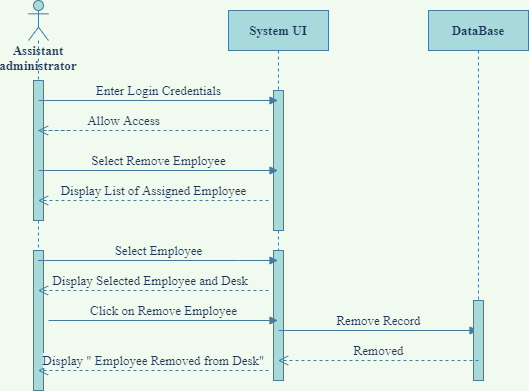 System UI
DataBase
Assistant
administrator
Enter Login Credentials
Allow Access
Select Remove Employee
Display List of Assigned Employee
Select Employee
Display Selected Employee and Desk
Click on Remove Employee
Remove Record
Removed
Display " Employee Removed from Desk"